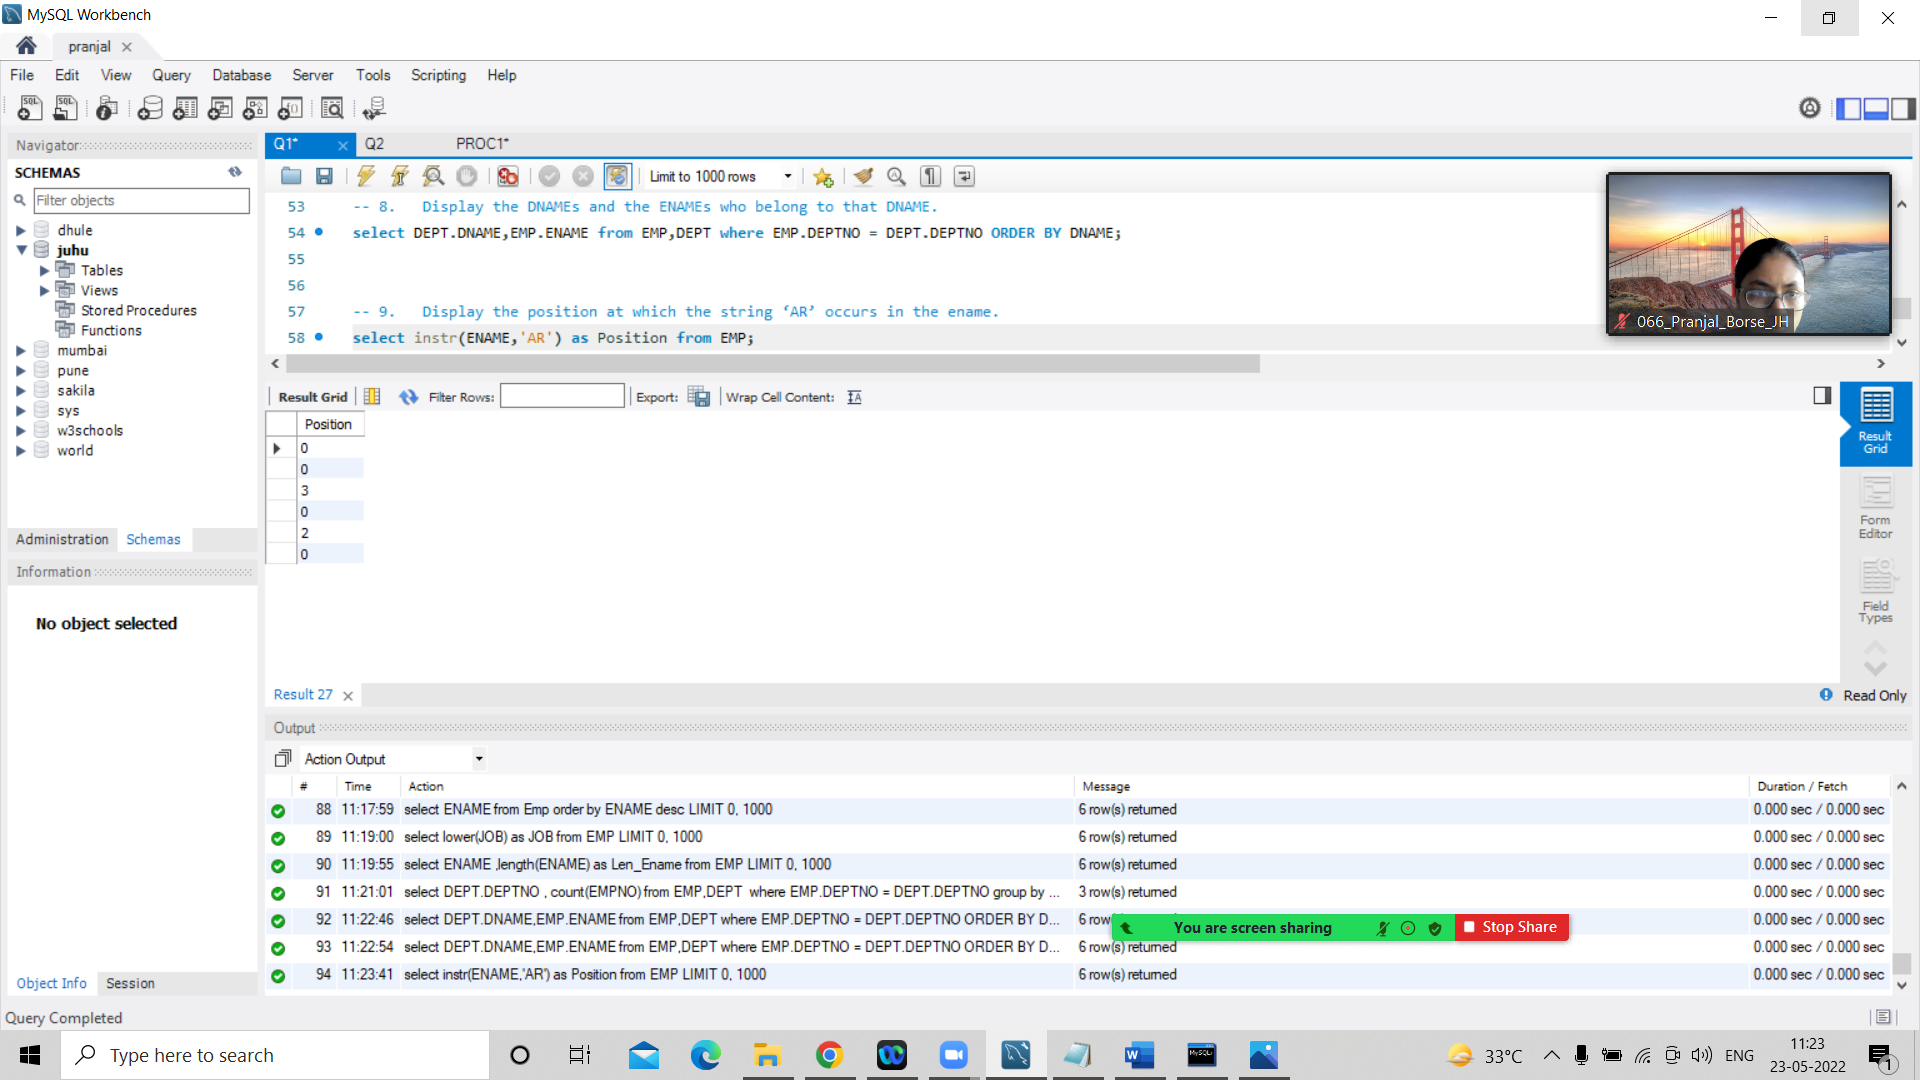 MySQL Workbench
pranjal
File Edit View Query Database Server Tools Scripting Help
Navigator
SCHEMAS
Filter objects
dhule
juhu
Tables
Views
Stored Procedures
Functions
mumbai
pune
sakila
sys
w3schools
world
Administration Schemas
Information
No object selected
Object Info Session
Q1* Q2 PROC1*
Limit to 1000 rows
53 -- 8. Display the DNAMEs and the ENAMEs who belong to that DNAME.
54 select DEPT.DNAME,EMP.ENAME from EMP,DEPT where EMP.DEPTNO = DEPT.DEPTNO ORDER BY DNAME;
55
56
57 -- 9. Display the position at which the string ‘AR’ occurs in the ename.
58 select instr(ENAME,'AR') as Position from EMP;
066_Pranjal_Borse_JH
Result Grid Filter Rows: Export: Wrap Cell Content:
Position
0
0
3
0
2
0
Result Grid
Form Editor
Field Types
Result 27
Read Only
Output
Action Output
# Time Action Message Duration / Fetch
88 11:17:59 select ENAME from Emp order by ENAME desc LIMIT 0, 1000 6 row(s) returned 0.000 sec / 0.000 sec
89 11:19:00 select lower(JOB) as JOB from EMP LIMIT 0, 1000 6 row(s) returned 0.000 sec / 0.000 sec
90 11:19:55 select ENAME ,length(ENAME) as Len_Ename from EMP LIMIT 0, 1000 6 row(s) returned 0.000 sec / 0.000 sec
91 11:21:01 select DEPT.DEPTNO , count(EMPNO) from EMP,DEPT where EMP.DEPTNO = DEPT.DEPTNO group by ... 3 row(s) returned 0.000 sec / 0.000 sec
92 11:22:46 select DEPT.DNAME,EMP.ENAME from EMP,DEPT where EMP.DEPTNO = DEPT.DEPTNO ORDER BY D... 6 row 0.000 sec / 0.000 sec
You are screen sharing Stop Share
93 11:22:54 select DEPT.DNAME,EMP.ENAME from EMP,DEPT where EMP.DEPTNO = DEPT.DEPTNO ORDER BY D... 6 row(s) returned 0.000 sec / 0.000 sec
94 11:23:41 select instr(ENAME,'AR') as Position from EMP LIMIT 0, 1000 6 row(s) returned 0.000 sec / 0.000 sec
Query Completed
Type here to search
33°C
ENG
11:23
23-05-2022
1